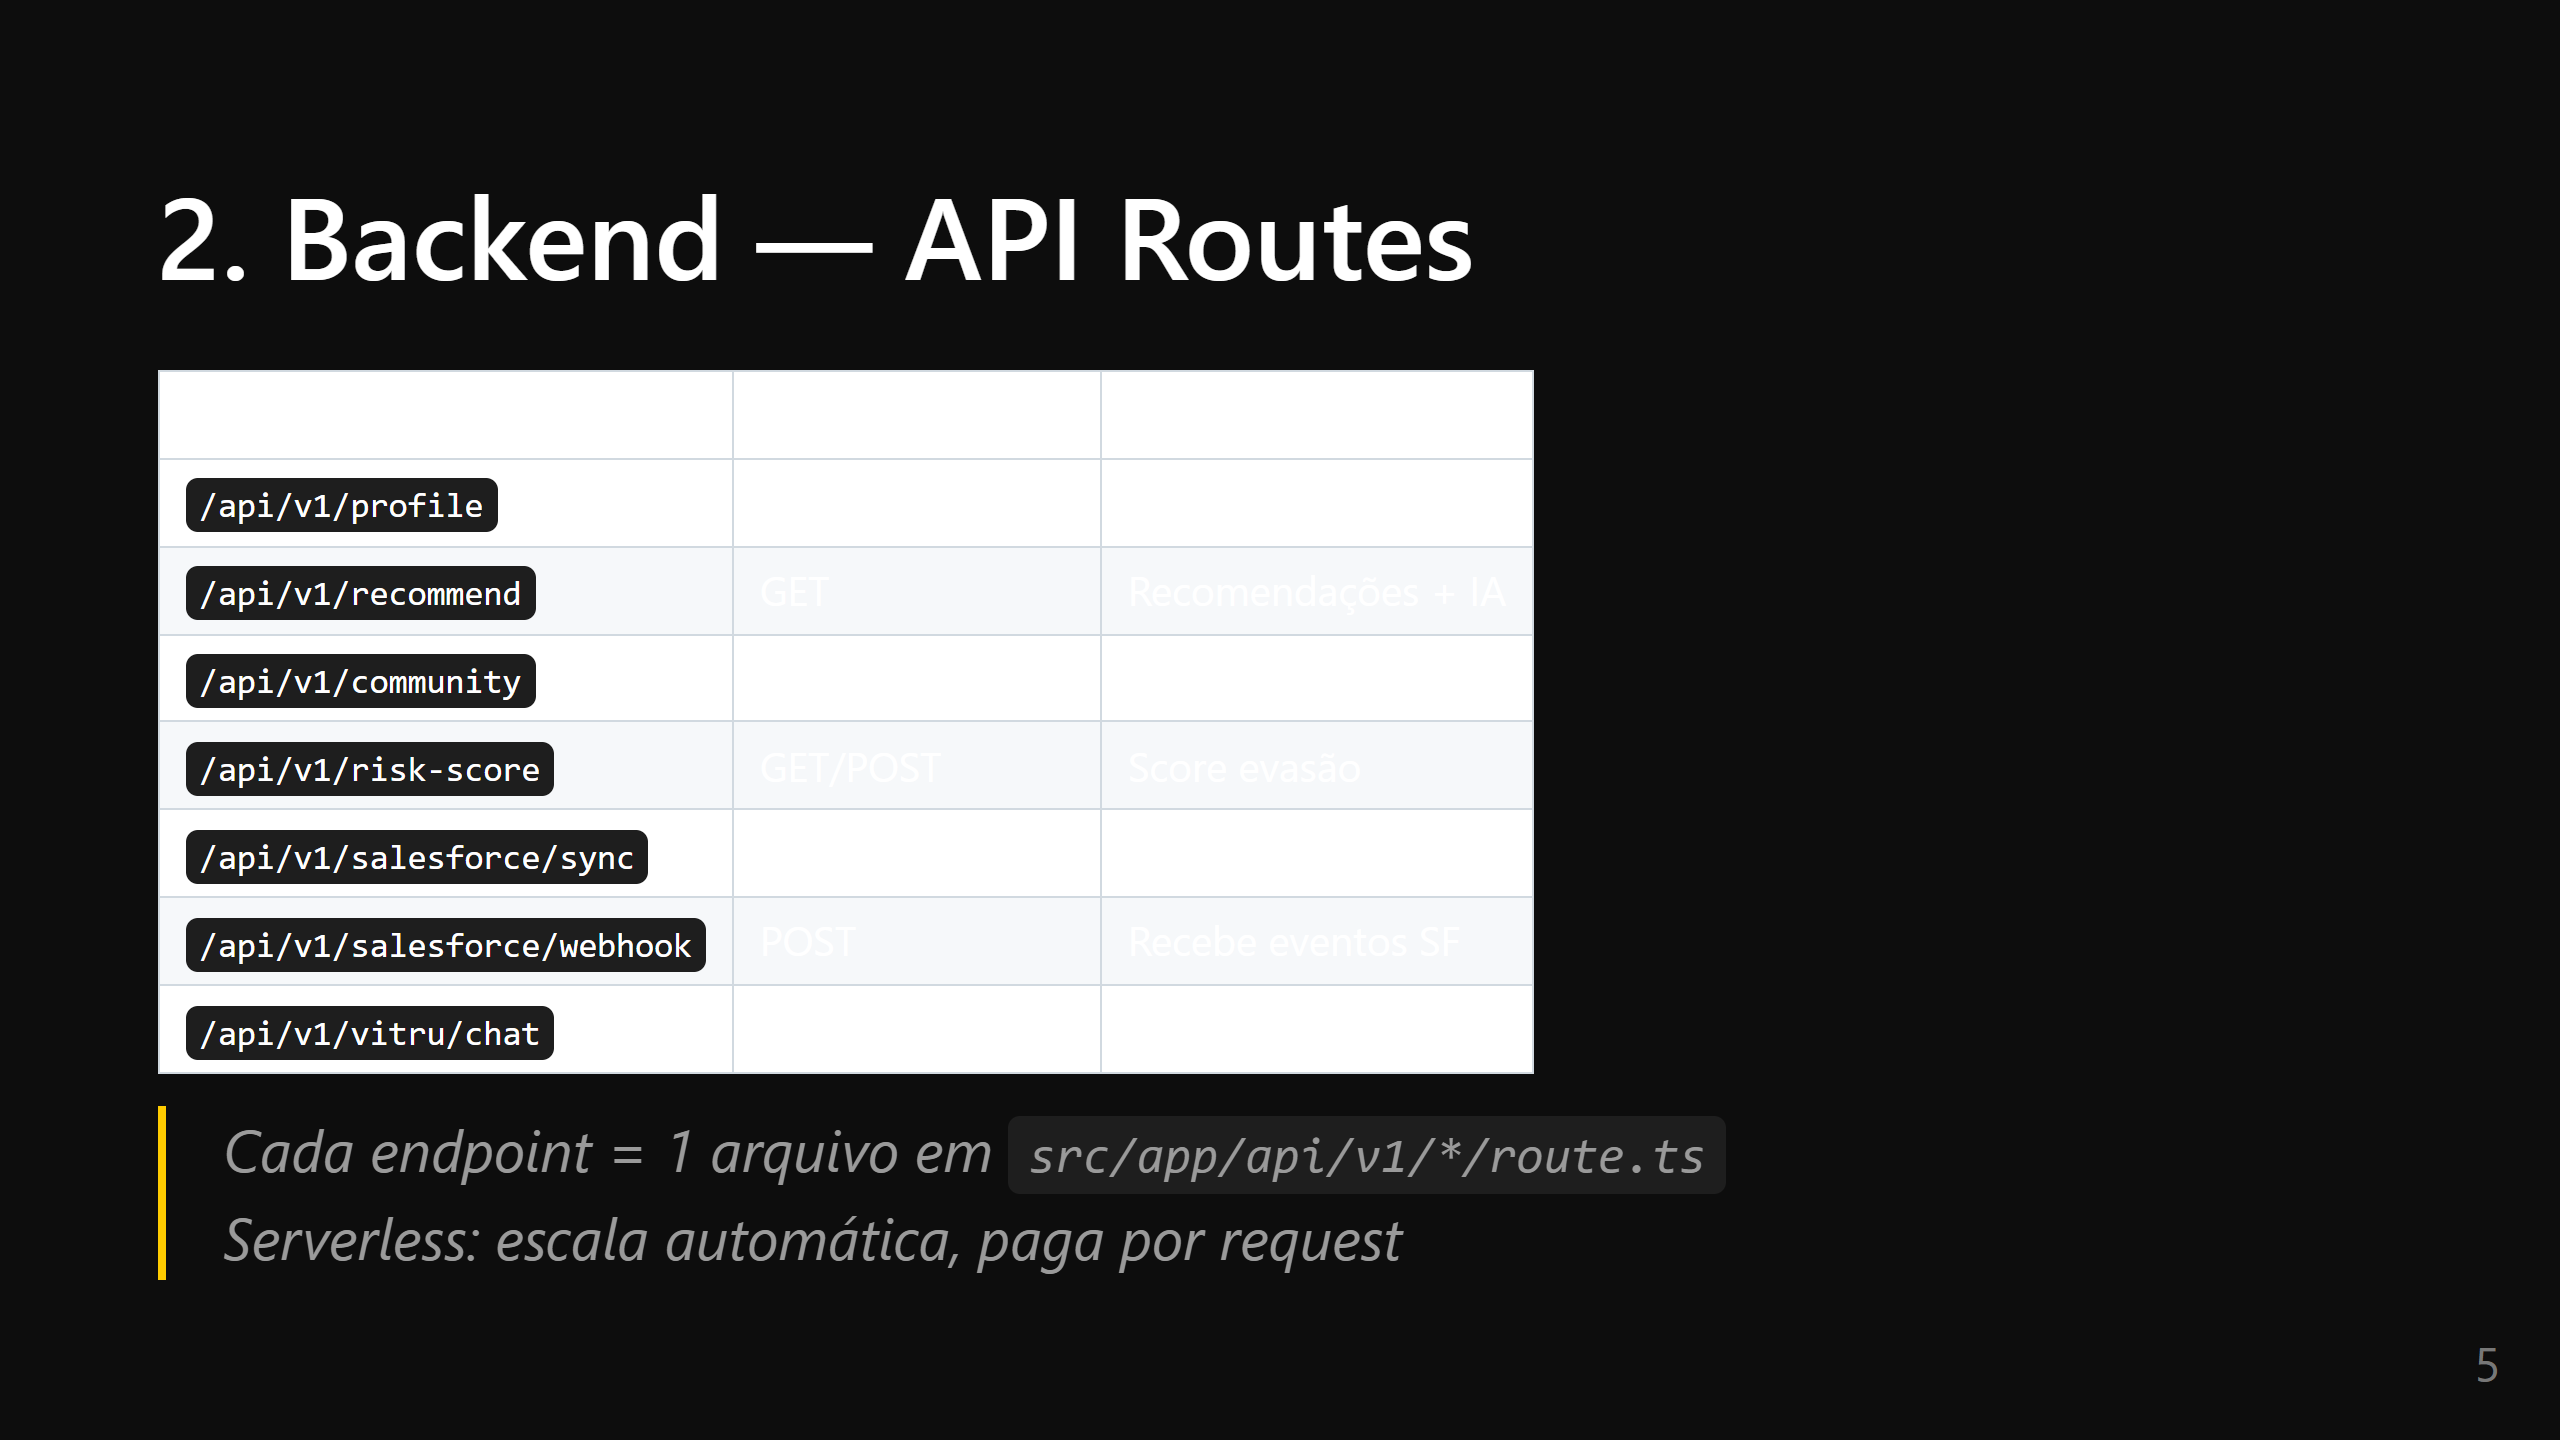 2. Backend — API Routes
/api/v1/profile
/api/v1/recommend GET Recomendações + IA
/api/v1/community
/api/v1/risk-score GET/POST Score evasão
/api/v1/salesforce/sync
/api/v1/salesforce/webhook POST Recebe eventos SF
/api/v1/vitru/chat
Cada endpoint = 1 arquivo em src/app/api/v1/*/route.ts
Serverless: escala automática, paga por request
5